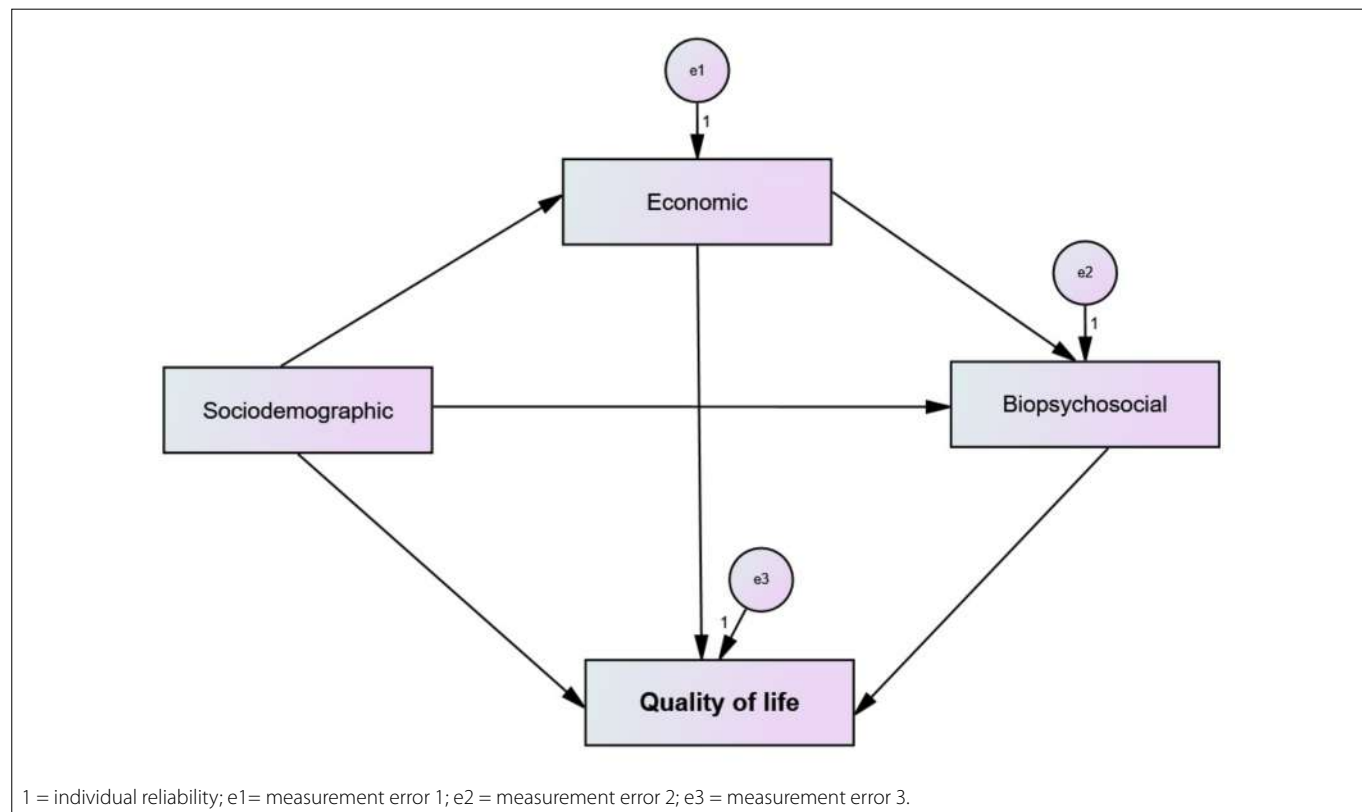 e1
1
Economic
e2
1
Sociodemographic
Biopsychosocial
e3
1
Quality of life
1 = individual reliability; e1= measurement error 1; e2 = measurement error 2; e3 = measurement error 3.